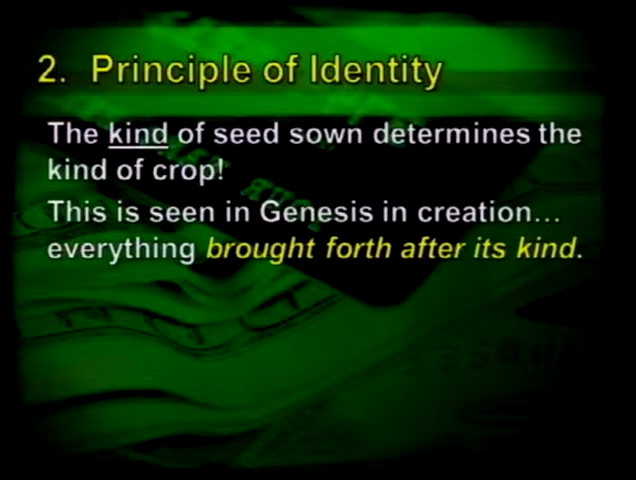 2. Principle of Identity
The kind of seed sown determines the
kind of crop!
This is seen in Genesis in creation...
everything brought forth after its kind.